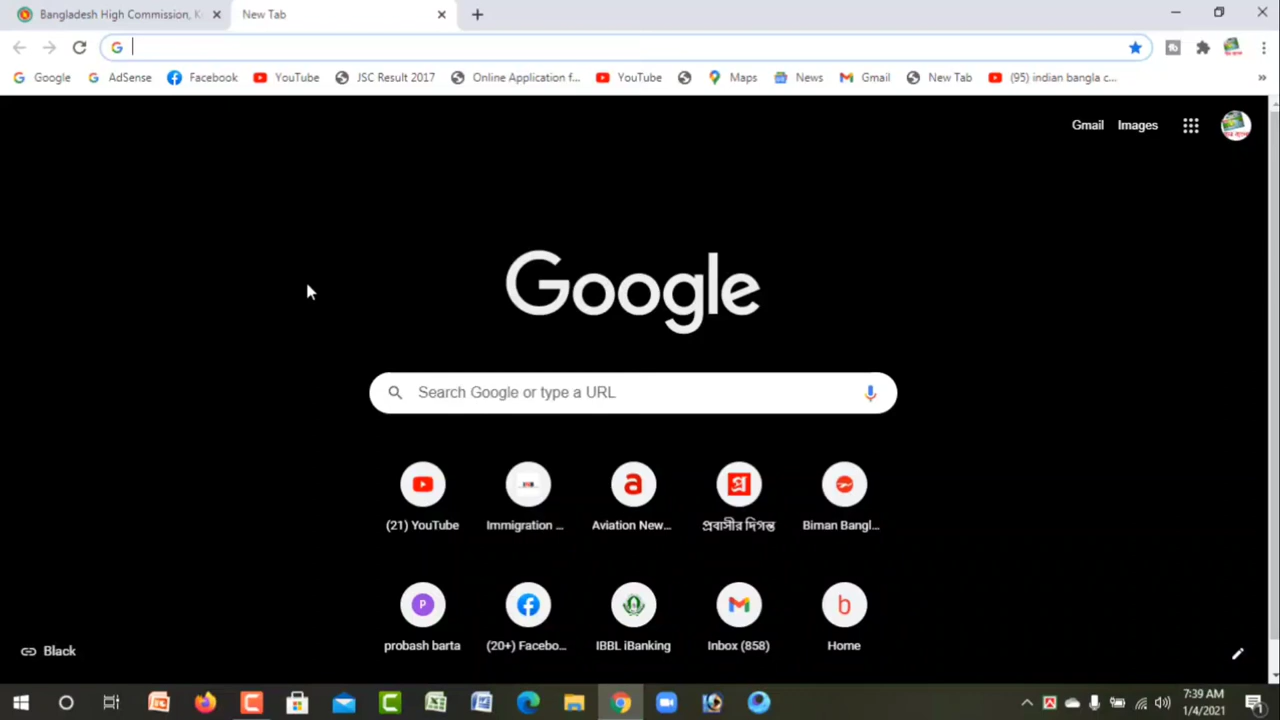 Bangladesh High Commission, K
New Tab
Google
AdSense
Facebook
YouTube
JSC Result 2017
Online Application f...
YouTube
Maps
News
Gmail
New Tab
(95) indian bangla c...
Gmail
Images
Google
Search Google or type a URL
(21) YouTube
Immigration ...
Aviation New...
প্রবাসীর দিগন্ত
Biman Bangl...
probash barta
(20+) Facebo...
IBBL iBanking
Inbox (858)
Home
Black
7:39 AM
1/4/2021